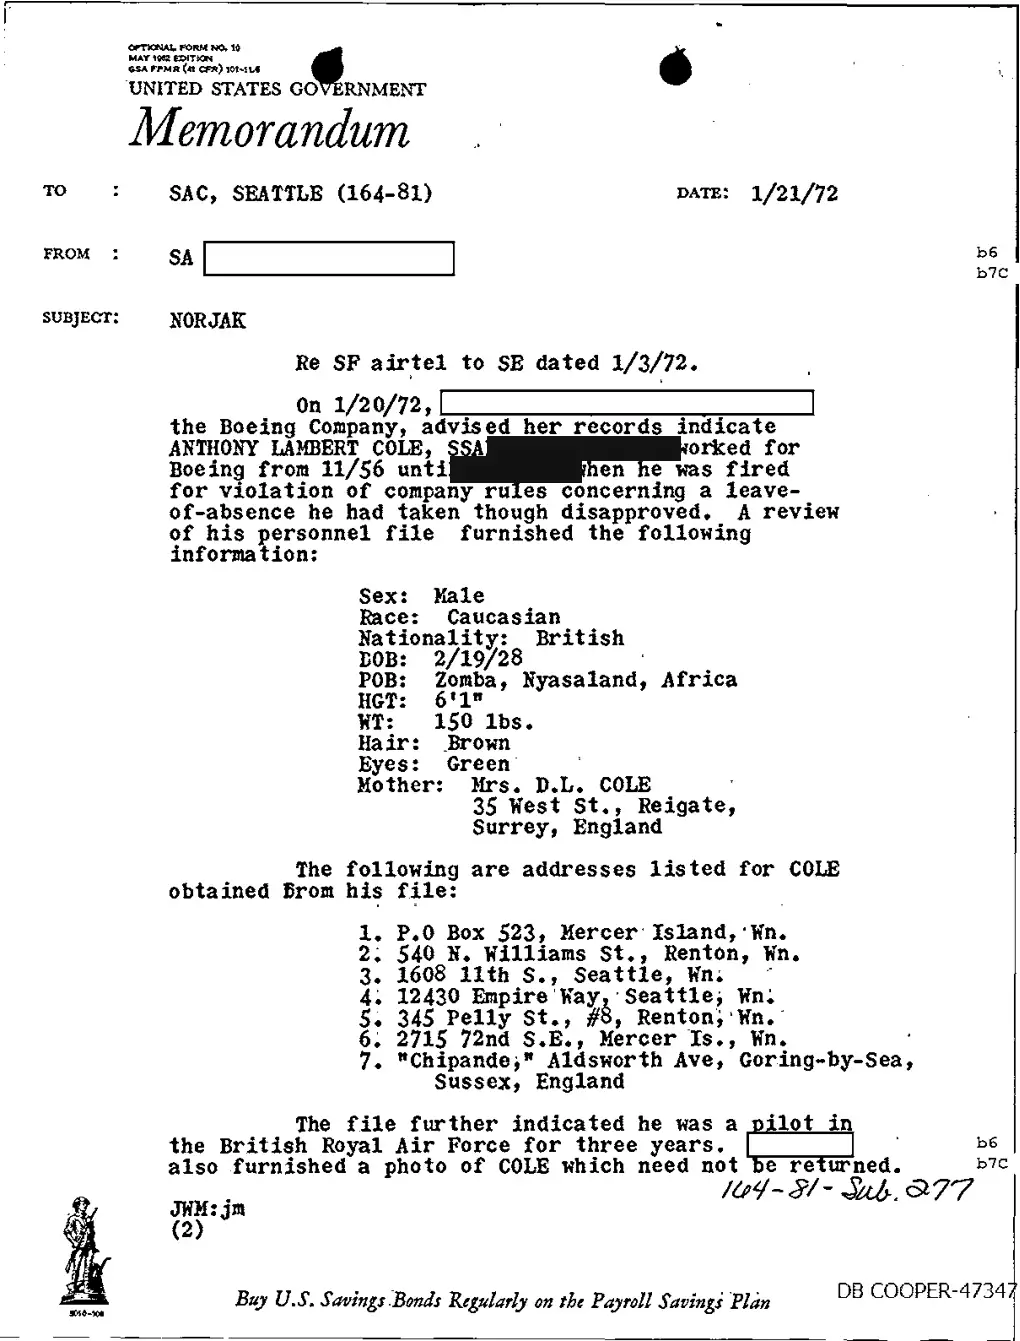 OPTIONAL FORM NO. 10
MAY 1962 EDITION
GSA FPMR (41 CFR) 101-11.6
UNITED STATES GOVERNMENT
Memorandum
TO : SAC, SEATTLE (164-81) DATE: 1/21/72
FROM : SA b6
b7C
SUBJECT: NORJAK
Re SF airtel to SE dated 1/3/72.
On 1/20/72,
the Boeing Company, advised her records indicate
ANTHONY LAMBERT COLE, SSA worked for
Boeing from 11/56 until when he was fired
for violation of company rules concerning a leave-
of-absence he had taken though disapproved. A review
of his personnel file furnished the following
information:
Sex: Male
Race: Caucasian
Nationality: British
DOB: 2/19/28
POB: Zomba, Nyasaland, Africa
HGT: 6'1"
WT: 150 lbs.
Hair: Brown
Eyes: Green
Mother: Mrs. D.L. COLE
35 West St., Reigate,
Surrey, England
The following are addresses listed for COLE
obtained from his file:
1. P.O Box 523, Mercer Island, Wn.
2. 540 N. Williams St., Renton, Wn.
3. 1608 11th S., Seattle, Wn.
4. 12430 Empire Way, Seattle, Wn.
5. 345 Pelly St., #8, Renton, Wn.
6. 2715 72nd S.E., Mercer Is., Wn.
7. "Chipande," Aldsworth Ave, Goring-by-Sea,
Sussex, England
The file further indicated he was a pilot in
the British Royal Air Force for three years. b6
also furnished a photo of COLE which need not be returned. b7C
164-81-Sub. 277
JWM:jm
(2)
5010-108
Buy U.S. Savings Bonds Regularly on the Payroll Savings Plan
DB COOPER-47347